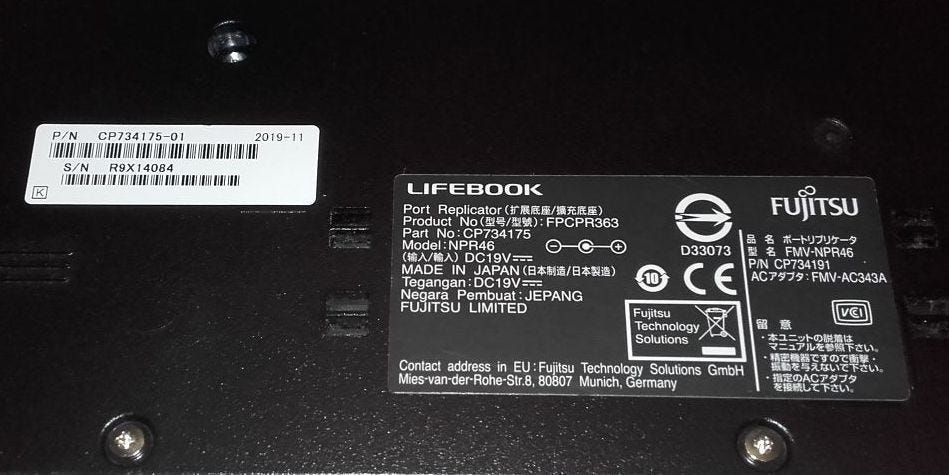 P/N CP734175-01 2019-11
S/N R9X14084
K
LIFEBOOK
Port Replicator (扩展底座/擴充底座)
Product No (型号/型號) : FPCPR363
Part No : CP734175
Model : NPR46
(输入/輸入) DC19V
MADE IN JAPAN (日本制造/日本製造)
Tegangan : DC19V
Negara Pembuat : JEPANG
FUJITSU LIMITED
Contact address in EU : Fujitsu Technology Solutions GmbH
Mies-van-der-Rohe-Str.8, 80807 Munich, Germany
D33073
10
CE
Fujitsu
Technology
Solutions
FUJITSU
品 名 ポートリプリケータ
型 名 FMV-NPR46
P/N CP734191
ACアダプタ : FMV-AC343A
VCI
留 意
・本ユニットの脱着は
マニュアルを参照下さい。
・精密機器ですので衝撃・
振動を与えないで下さい。
・指定のACアダプタ
を接続して下さい。